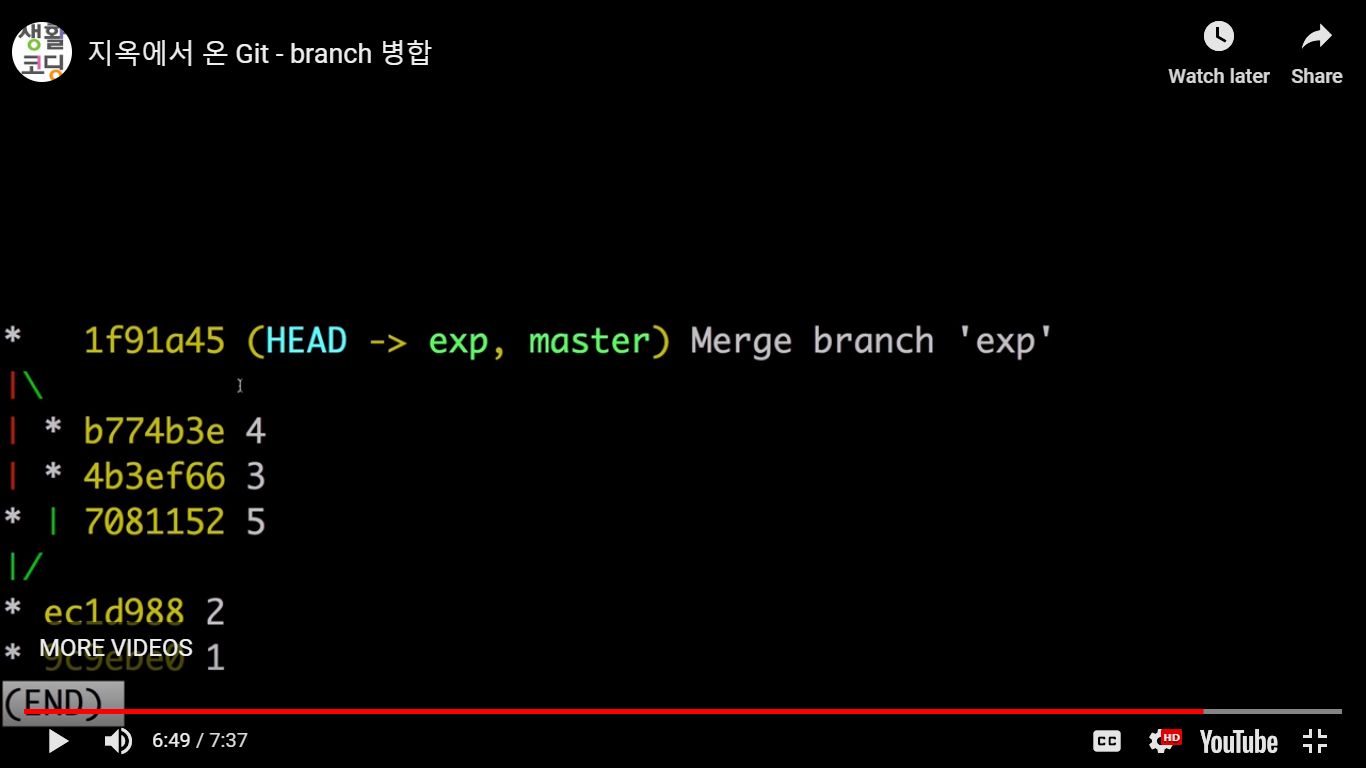 생활
코딩
지옥에서 온 Git - branch 병합
Watch later
Share
*   1f91a45 (HEAD -> exp, master) Merge branch 'exp'
|\
| * b774b3e 4
| * 4b3ef66 3
* | 7081152 5
|/
* ec1d988 2
* 9c9ebe0 1
MORE VIDEOS
(END)
6:49 / 7:37
CC
HD
YouTube